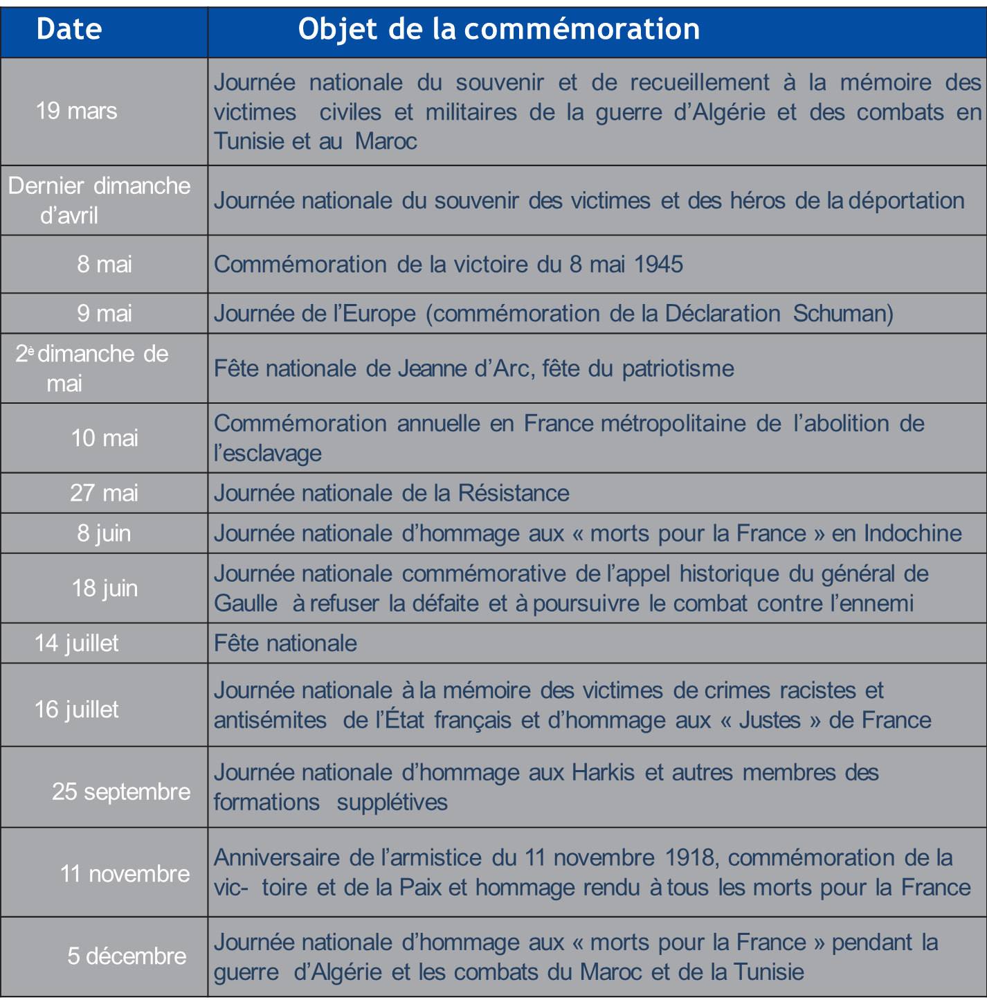 Date Objet de la commémoration
19 mars
Journée nationale du souvenir et de recueillement à la mémoire des
victimes civiles et militaires de la guerre d’Algérie et des combats en
Tunisie et au Maroc
Dernier dimanche
d’avril
Journée nationale du souvenir des victimes et des héros de la déportation
8 mai Commémoration de la victoire du 8 mai 1945
9 mai Journée de l’Europe (commémoration de la Déclaration Schuman)
2è dimanche de
mai
Fête nationale de Jeanne d’Arc, fête du patriotisme
10 mai
Commémoration annuelle en France métropolitaine de l’abolition de
l’esclavage
27 mai Journée nationale de la Résistance
8 juin Journée nationale d’hommage aux « morts pour la France » en Indochine
18 juin
Journée nationale commémorative de l’appel historique du général de
Gaulle à refuser la défaite et à poursuivre le combat contre l’ennemi
14 juillet Fête nationale
16 juillet
Journée nationale à la mémoire des victimes de crimes racistes et
antisémites de l’État français et d’hommage aux « Justes » de France
25 septembre
Journée nationale d’hommage aux Harkis et autres membres des
formations supplétives
11 novembre
Anniversaire de l’armistice du 11 novembre 1918, commémoration de la
vic- toire et de la Paix et hommage rendu à tous les morts pour la France
5 décembre
Journée nationale d’hommage aux « morts pour la France » pendant la
guerre d’Algérie et les combats du Maroc et de la Tunisie